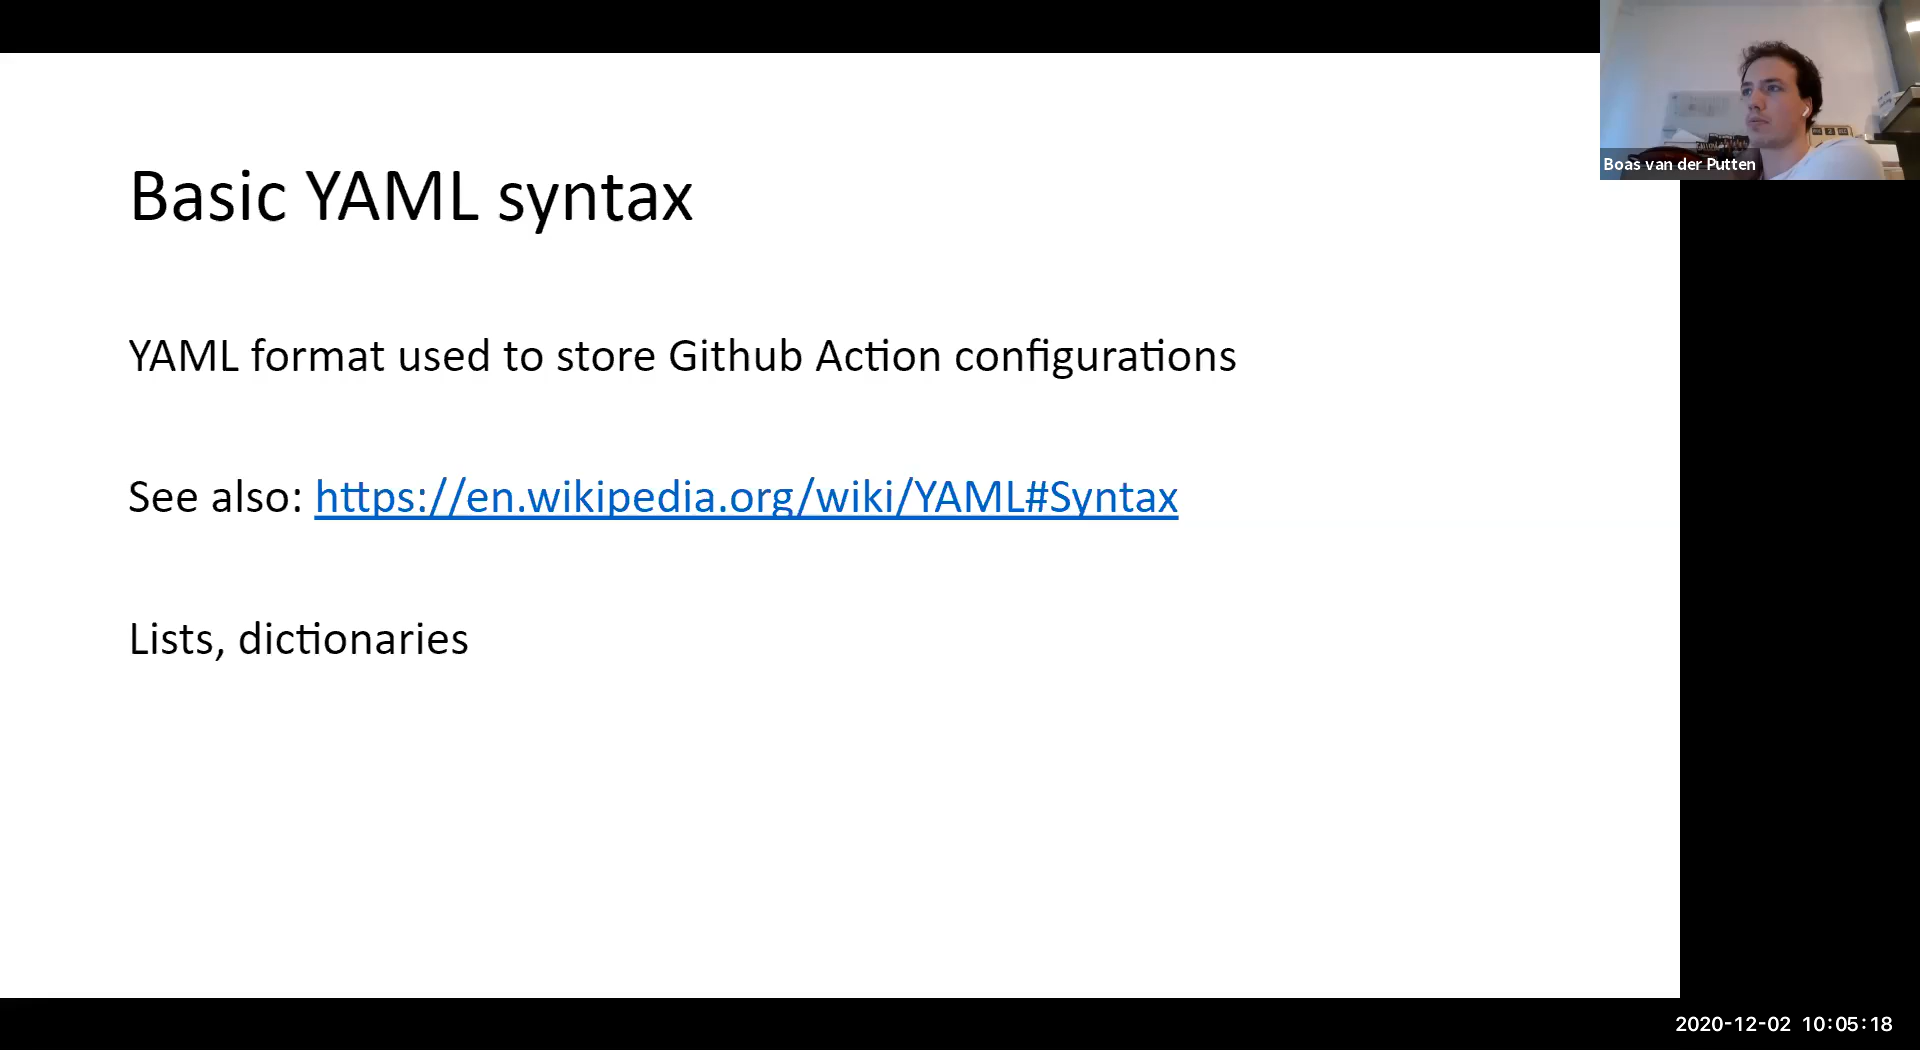 Basic YAML syntax
YAML format used to store Github Action configurations
See also: https://en.wikipedia.org/wiki/YAML#Syntax
Lists, dictionaries
Boas van der Putten
2020-12-02 10:05:18